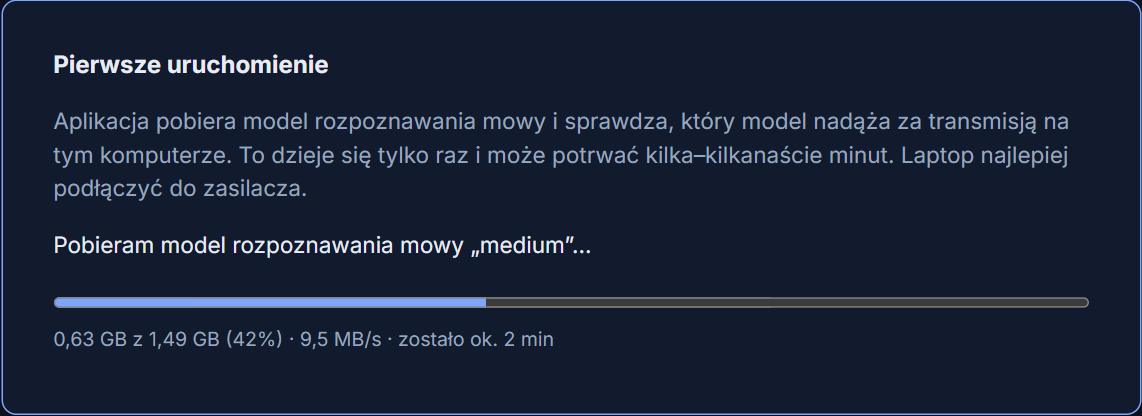 Pierwsze uruchomienie
Aplikacja pobiera model rozpoznawania mowy i sprawdza, który model nadąża za transmisją na
tym komputerze. To dzieje się tylko raz i może potrwać kilka–kilkanaście minut. Laptop najlepiej
podłączyć do zasilacza.
Pobieram model rozpoznawania mowy „medium”…
0,63 GB z 1,49 GB (42%) · 9,5 MB/s · zostało ok. 2 min